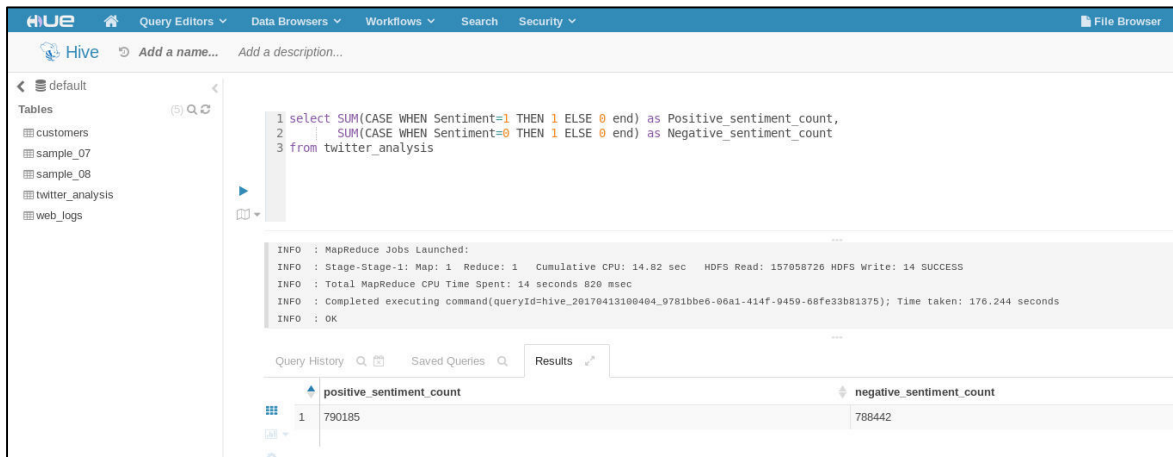 HUE Query Editors Data Browsers Workflows Search Security File Browser
Hive Add a name... Add a description...
default
Tables (5)
customers
sample_07
sample_08
twitter_analysis
web_logs
1 select SUM(CASE WHEN Sentiment=1 THEN 1 ELSE 0 end) as Positive_sentiment_count,
2 SUM(CASE WHEN Sentiment=0 THEN 1 ELSE 0 end) as Negative_sentiment_count
3 from twitter_analysis
INFO : MapReduce Jobs Launched:
INFO : Stage-Stage-1: Map: 1 Reduce: 1 Cumulative CPU: 14.82 sec HDFS Read: 157058726 HDFS Write: 14 SUCCESS
INFO : Total MapReduce CPU Time Spent: 14 seconds 820 msec
INFO : Completed executing command(queryId=hive_20170413100404_9781bbe6-06a1-414f-9459-68fe33b81375); Time taken: 176.244 seconds
INFO : OK
Query History Saved Queries Results
positive_sentiment_count negative_sentiment_count
1 790185 788442